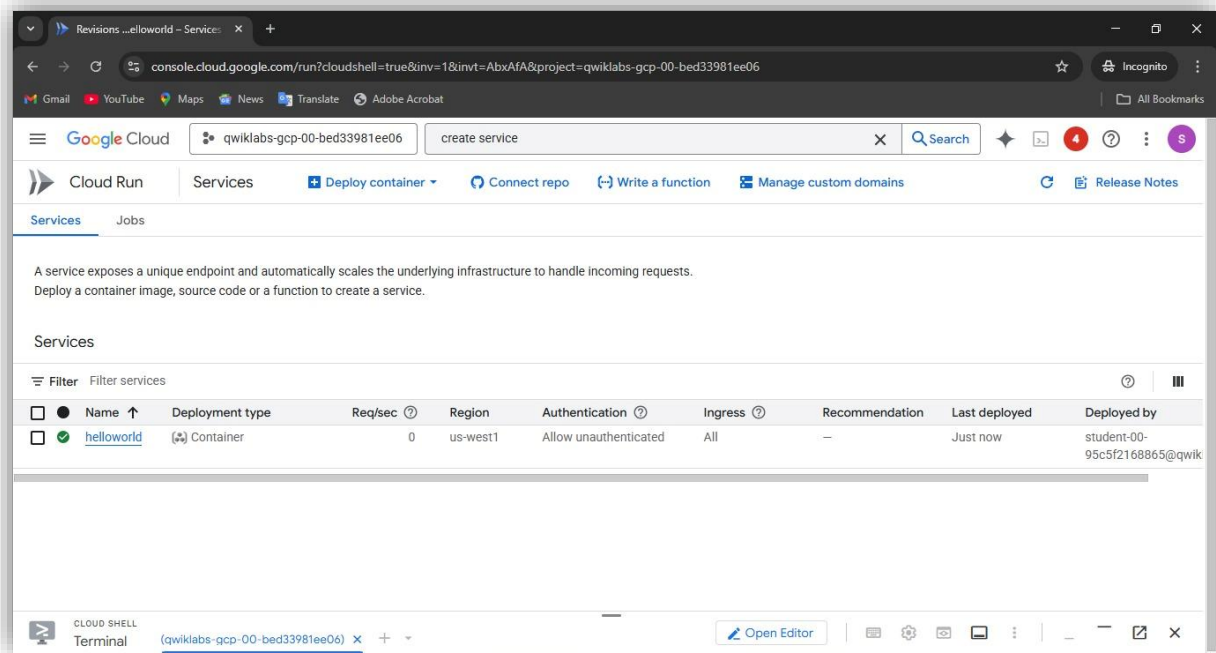 Revisions ...elloworld – Services
console.cloud.google.com/run?cloudshell=true&inv=1&invt=AbxAfA&project=qwiklabs-gcp-00-bed33981ee06
Incognito
Gmail YouTube Maps News Translate Adobe Acrobat All Bookmarks
Google Cloud qwiklabs-gcp-00-bed33981ee06 create service Search 4 S
Cloud Run Services Deploy container Connect repo Write a function Manage custom domains Release Notes
Services Jobs
A service exposes a unique endpoint and automatically scales the underlying infrastructure to handle incoming requests.
Deploy a container image, source code or a function to create a service.
Services
Filter Filter services
Name Deployment type Req/sec Region Authentication Ingress Recommendation Last deployed Deployed by
helloworld Container 0 us-west1 Allow unauthenticated All – Just now student-00-
95c5f2168865@qwik
CLOUD SHELL
Terminal (qwiklabs-gcp-00-bed33981ee06) Open Editor